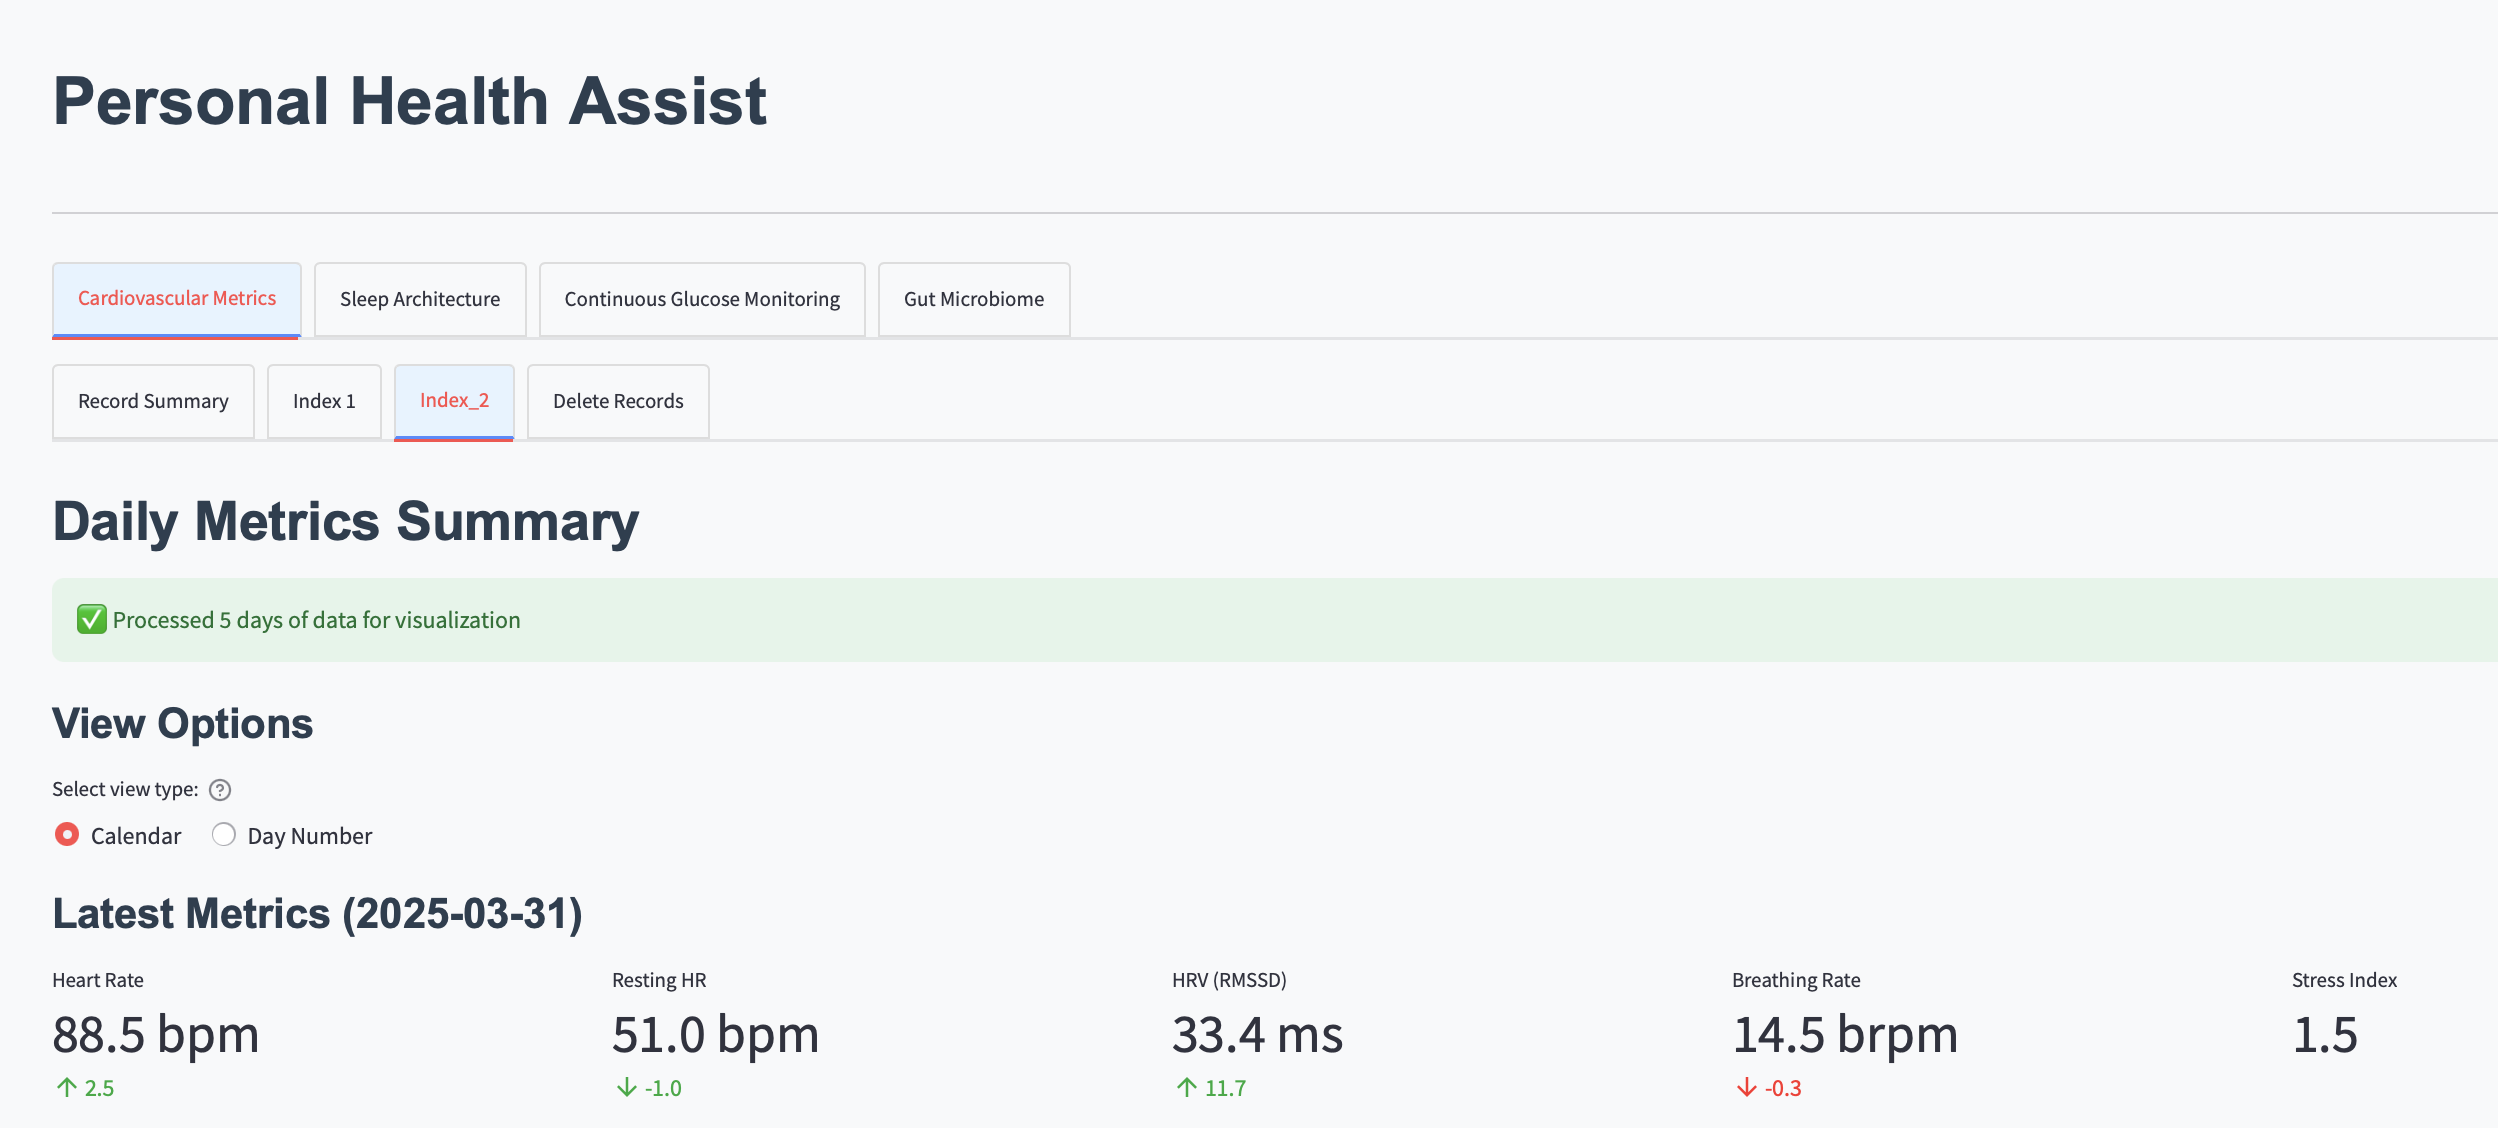 Personal Health Assist
Cardiovascular Metrics Sleep Architecture Continuous Glucose Monitoring Gut Microbiome
Record Summary Index 1 Index_2 Delete Records
Daily Metrics Summary
✅ Processed 5 days of data for visualization
View Options
Select view type: ?
Calendar Day Number
Latest Metrics (2025-03-31)
Heart Rate Resting HR HRV (RMSSD) Breathing Rate Stress Index
88.5 bpm 51.0 bpm 33.4 ms 14.5 brpm 1.5
↑ 2.5 ↓ -1.0 ↑ 11.7 ↓ -0.3